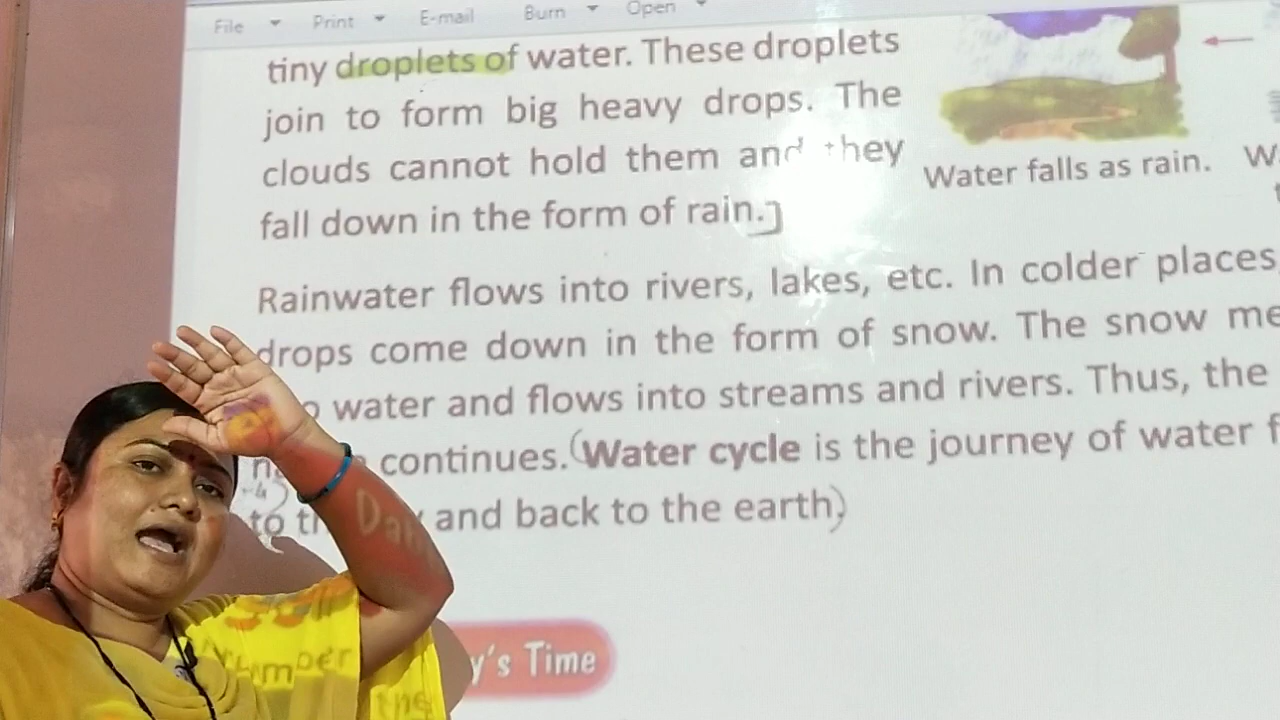 File Print E-mail Burn Open
tiny droplets of water. These droplets
join to form big heavy drops. The
clouds cannot hold them and they
fall down in the form of rain.]
Water falls as rain.
Rainwater flows into rivers, lakes, etc. In colder places,
drops come down in the form of snow. The snow
water and flows into streams and rivers. Thus, the
continues. (Water cycle is the journey of water
to and back to the earth)
y's Time